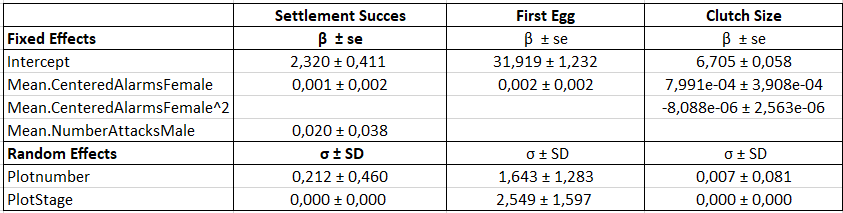 Settlement Succes First Egg Clutch Size
Fixed Effects β ± se β ± se β ± se
Intercept 2,320 ± 0,411 31,919 ± 1,232 6,705 ± 0,058
Mean.CenteredAlarmsFemale 0,001 ± 0,002 0,002 ± 0,002 7,991e-04 ± 3,908e-04
Mean.CenteredAlarmsFemale^2 -8,088e-06 ± 2,563e-06
Mean.NumberAttacksMale 0,020 ± 0,038
Random Effects σ ± SD σ ± SD σ ± SD
Plotnumber 0,212 ± 0,460 1,643 ± 1,283 0,007 ± 0,081
PlotStage 0,000 ± 0,000 2,549 ± 1,597 0,000 ± 0,000